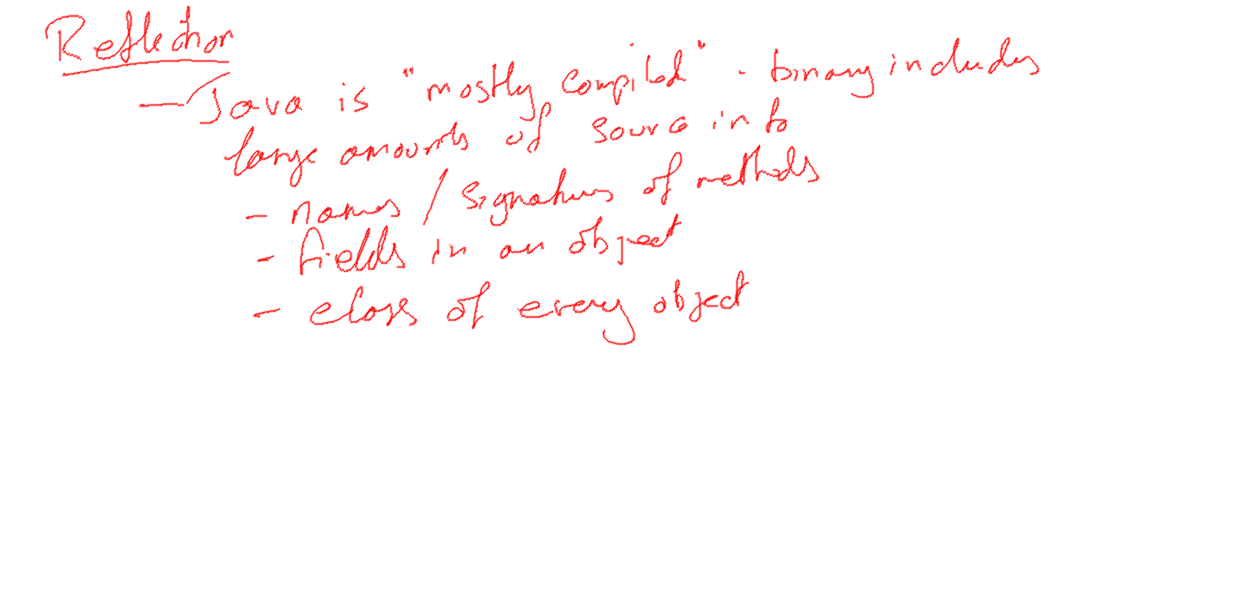 Reflection
— Java is "mostly compiled" - binary includes
large amounts of source info
- names / signatures of methods
- fields in an object
- class of every object